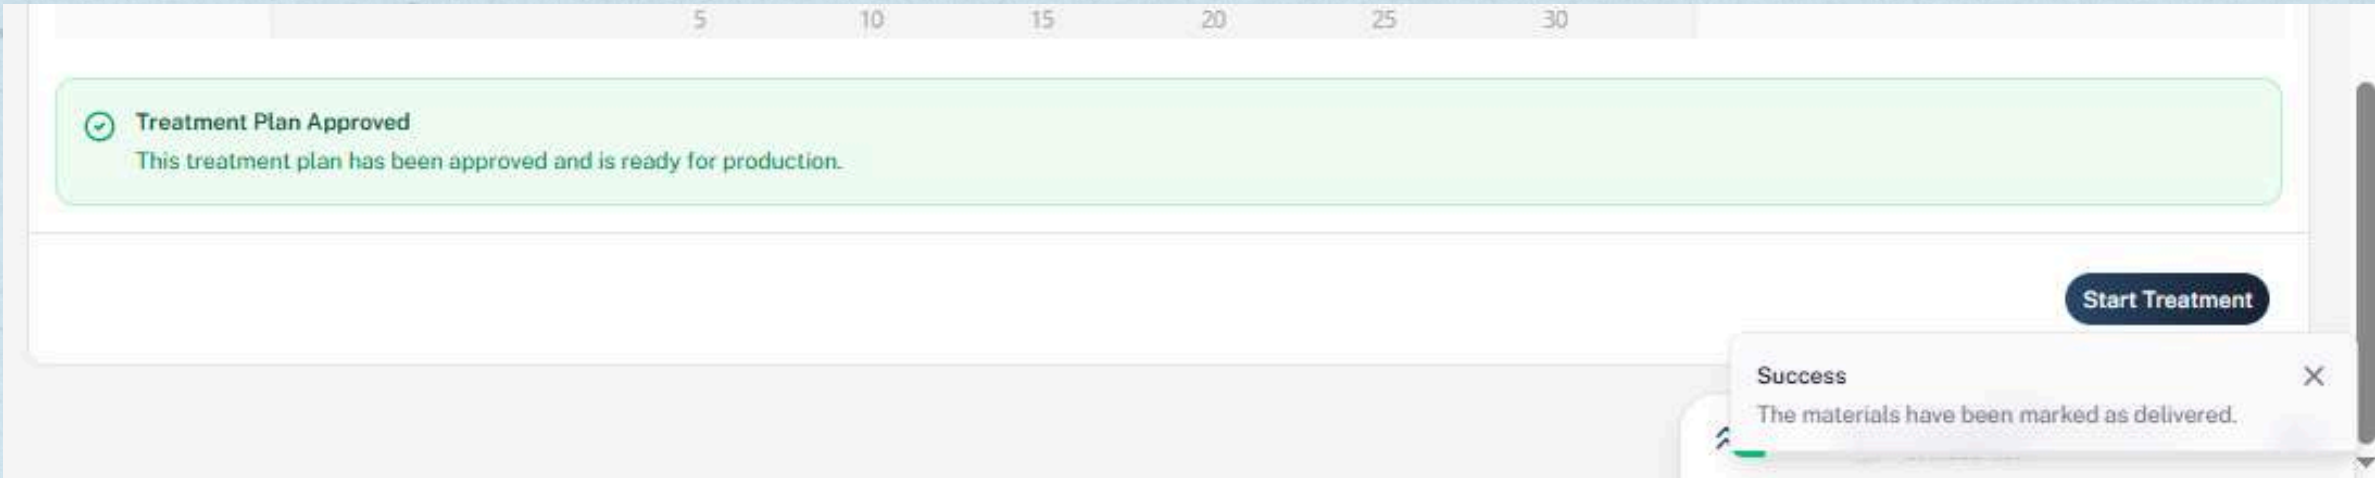 5 10 15 20 25 30
Treatment Plan Approved
This treatment plan has been approved and is ready for production.
Start Treatment
Success
The materials have been marked as delivered.